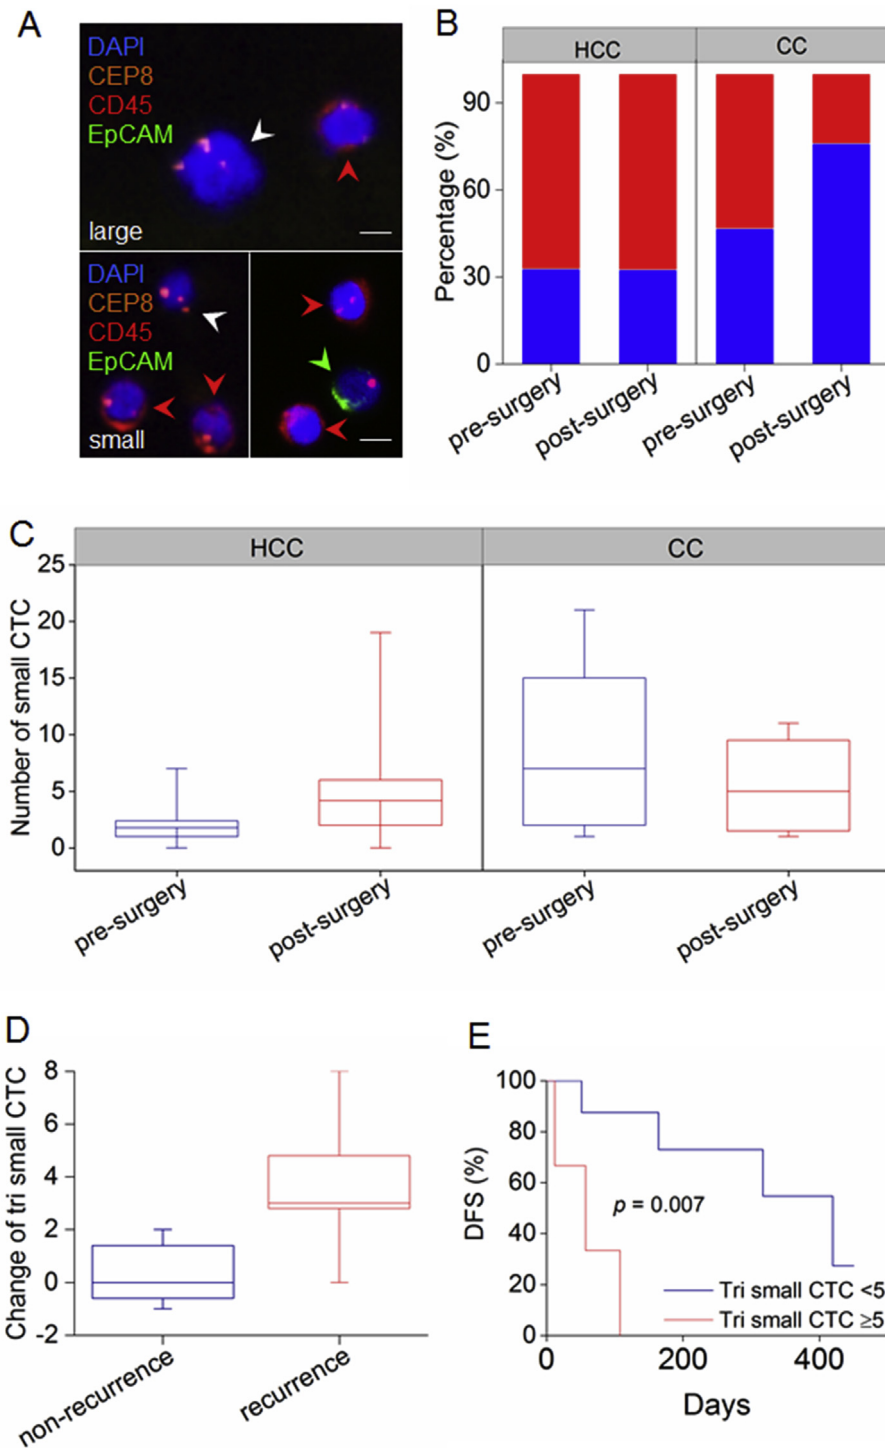 A
DAPI
CEP8
CD45
EpCAM
large
DAPI
CEP8
CD45
EpCAM
small
B
HCC CC
Percentage (%)
90
60
30
0
pre-surgery
post-surgery
pre-surgery
post-surgery
C
HCC CC
Number of small CTC
25
20
15
10
5
0
pre-surgery
post-surgery
pre-surgery
post-surgery
D
Change of tri small CTC
8
6
4
2
0
-2
non-recurrence
recurrence
E
DFS (%)
100
80
60
40
20
0
p = 0.007
Tri small CTC <5
Tri small CTC ≥5
0 200 400
Days